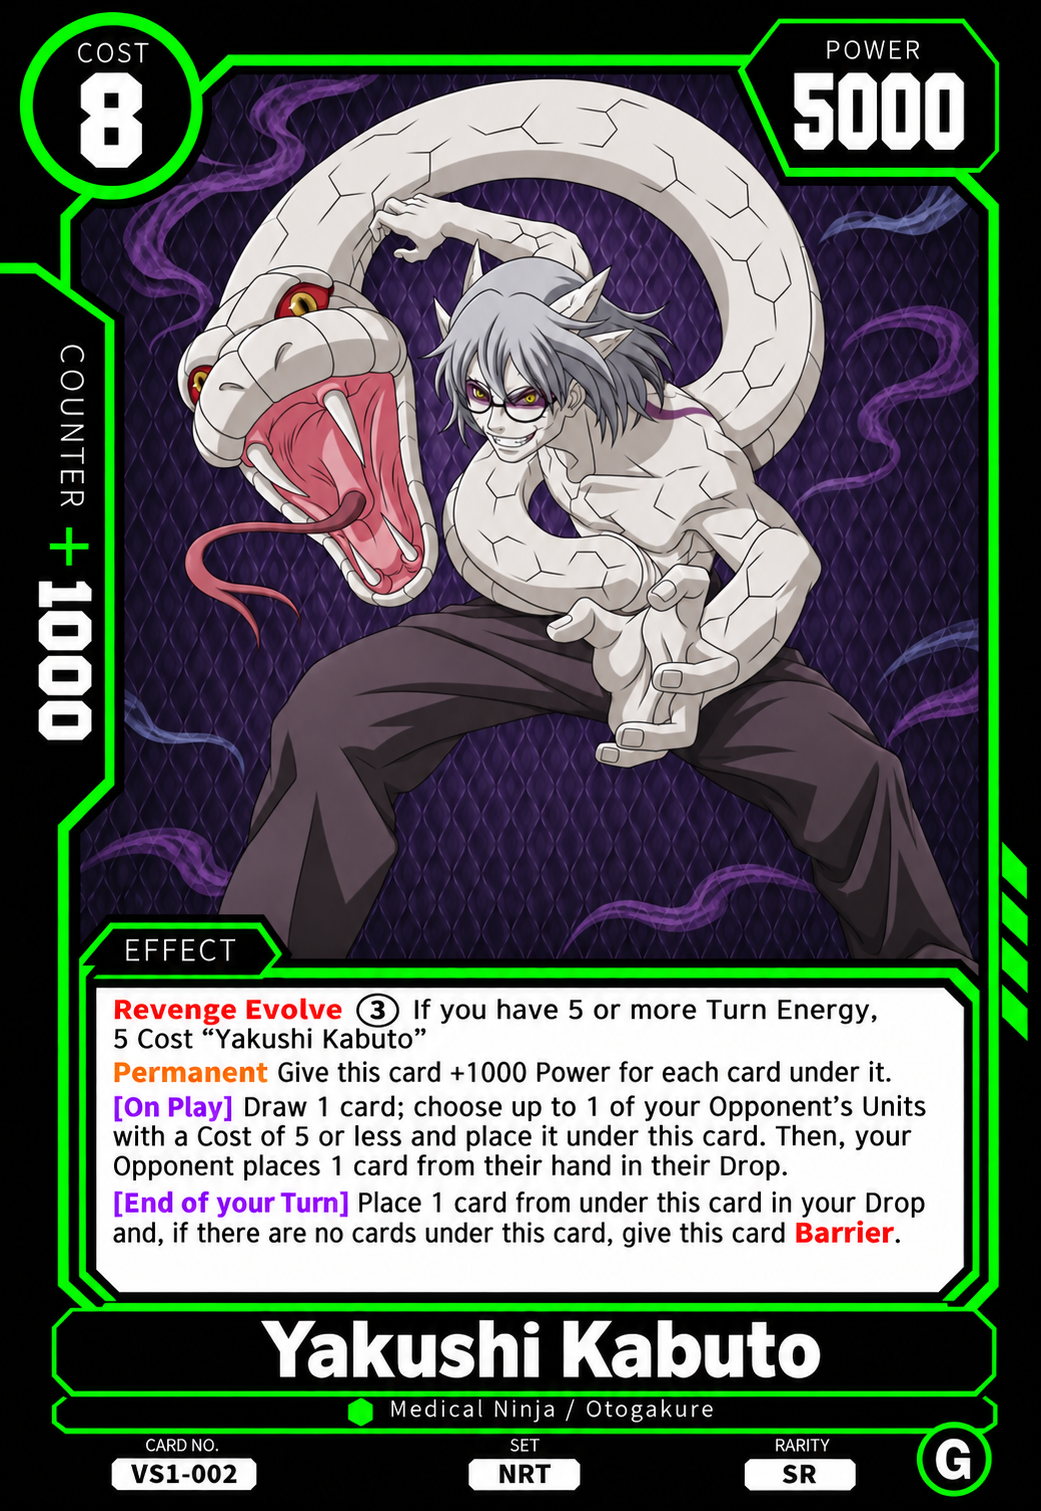 COST
8
POWER
5000
COUNTER
+1000
EFFECT
Revenge Evolve ③ If you have 5 or more Turn Energy,
5 Cost “Yakushi Kabuto”
Permanent Give this card +1000 Power for each card under it.
[On Play] Draw 1 card; choose up to 1 of your Opponent’s Units
with a Cost of 5 or less and place it under this card. Then, your
Opponent places 1 card from their hand in their Drop.
[End of your Turn] Place 1 card from under this card in your Drop
and, if there are no cards under this card, give this card Barrier.
Yakushi Kabuto
Medical Ninja / Otogakure
CARD NO.
VS1-002
SET
NRT
RARITY
SR
G